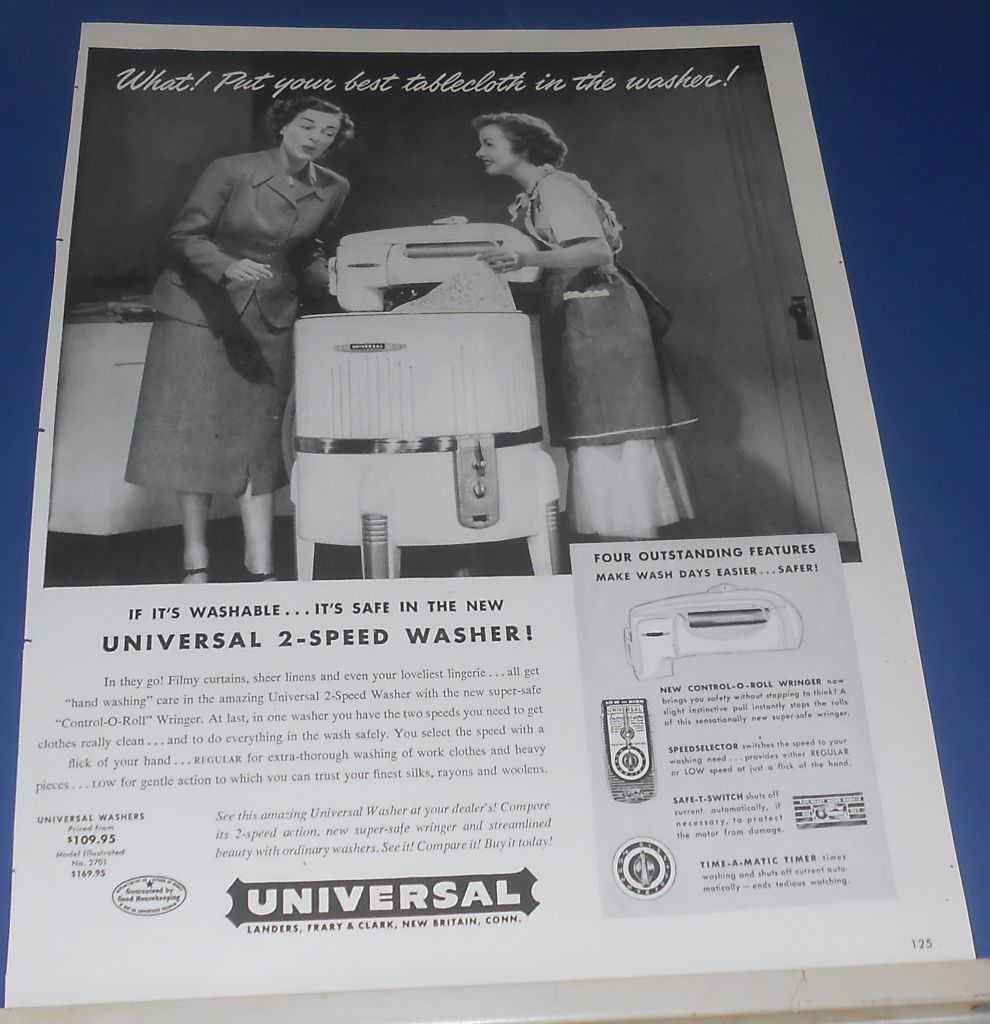 What! Put your best tablecloth in the washer!
UNIVERSAL
IF IT'S WASHABLE...IT'S SAFE IN THE NEW
UNIVERSAL 2-SPEED WASHER!
In they go! Filmy curtains, sheer linens and even your loveliest lingerie...all get
"hand washing" care in the amazing Universal 2-Speed Washer with the new super-safe
"Control-O-Roll" Wringer. At last, in one washer you have the two speeds you need to get
clothes really clean...and to do everything in the wash safely. You select the speed with a
flick of your hand...REGULAR for extra-thorough washing of work clothes and heavy
pieces...LOW for gentle action to which you can trust your finest silks, rayons and woolens.
UNIVERSAL WASHERS
Priced from
$109.95
Model Illustrated
No. 2701
$169.95
Guaranteed by
Good Housekeeping
See this amazing Universal Washer at your dealer's! Compare
its 2-speed action, new super-safe wringer and streamlined
beauty with ordinary washers. See it! Compare it! Buy it today!
UNIVERSAL
LANDERS, FRARY & CLARK, NEW BRITAIN, CONN.
FOUR OUTSTANDING FEATURES
MAKE WASH DAYS EASIER...SAFER!
NEW CONTROL-O-ROLL WRINGER now
brings you safety without stopping to think! A
slight instinctive pull instantly stops the rolls
of this sensationally new super-safe wringer.
LOW HIGH
UNIVERSAL
SPEEDSELECTOR switches the speed to your
washing need...provides either REGULAR
or LOW speed at just a flick of the hand.
SAFE-T-SWITCH shuts off
current automatically, if
necessary, to protect
the motor from damage.
TIME-A-MATIC TIMER times
washing and shuts off current auto-
matically—ends tedious watching.
125